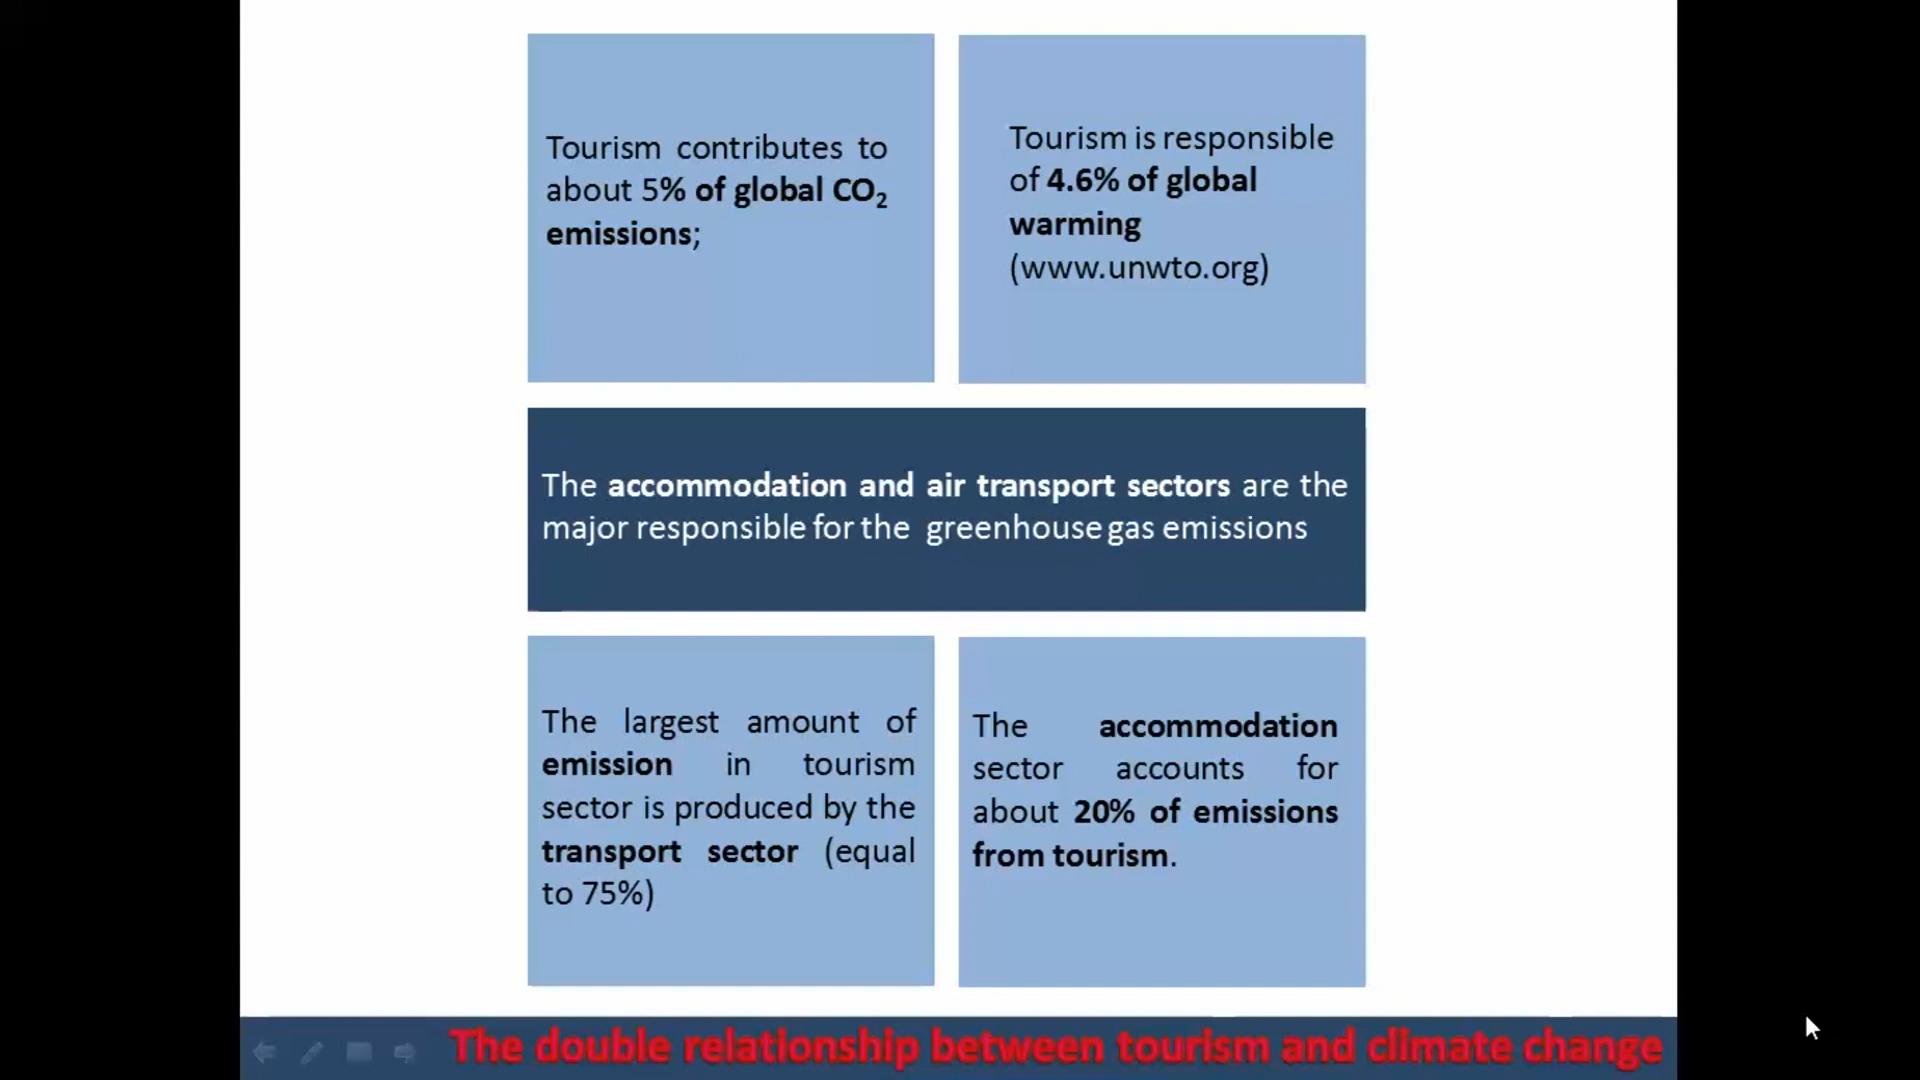 Tourism contributes to
about 5% of global CO₂
emissions;
Tourism is responsible
of 4.6% of global
warming
(www.unwto.org)
The accommodation and air transport sectors are the
major responsible for the greenhouse gas emissions
The largest amount of
emission in tourism
sector is produced by the
transport sector (equal
to 75%)
The accommodation
sector accounts for
about 20% of emissions
from tourism.
The double relationship between tourism and climate change